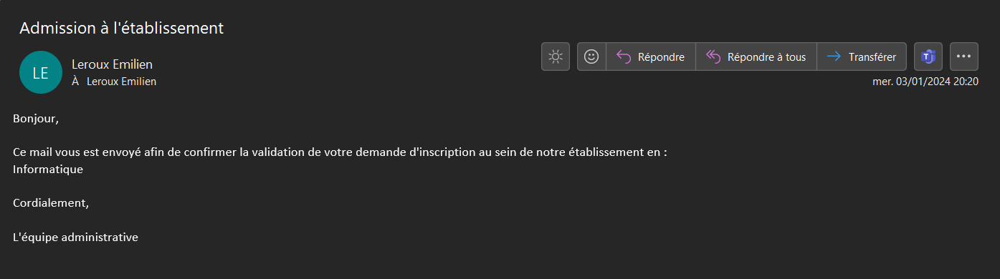 Admission à l'établissement
LE
Leroux Emilien
À Leroux Emilien
Répondre
Répondre à tous
Transférer
mer. 03/01/2024 20:20
Bonjour,
Ce mail vous est envoyé afin de confirmer la validation de votre demande d'inscription au sein de notre établissement en :
Informatique
Cordialement,
L'équipe administrative